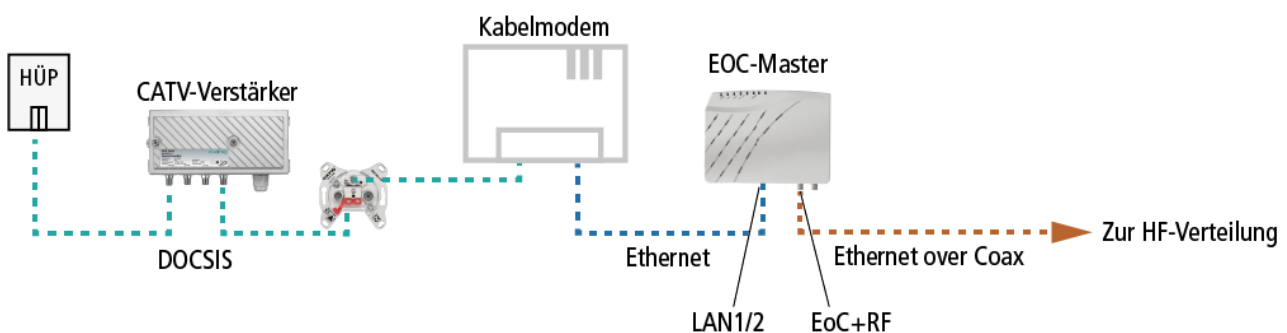 Kabelmodem
EOC-Master
HÜP
CATV-Verstärker
Zur HF-Verteilung
DOCSIS
Ethernet
Ethernet over Coax
LAN1/2
EoC+RF